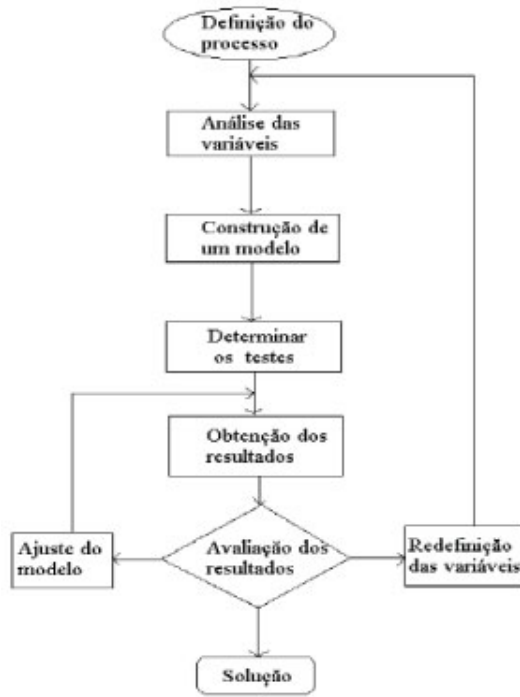 Definição do
processo
Análise das
variáveis
Construção de
um modelo
Determinar
os testes
Obtenção dos
resultados
Ajuste do
modelo
Avaliação dos
resultados
Redefinição
das variáveis
Solução